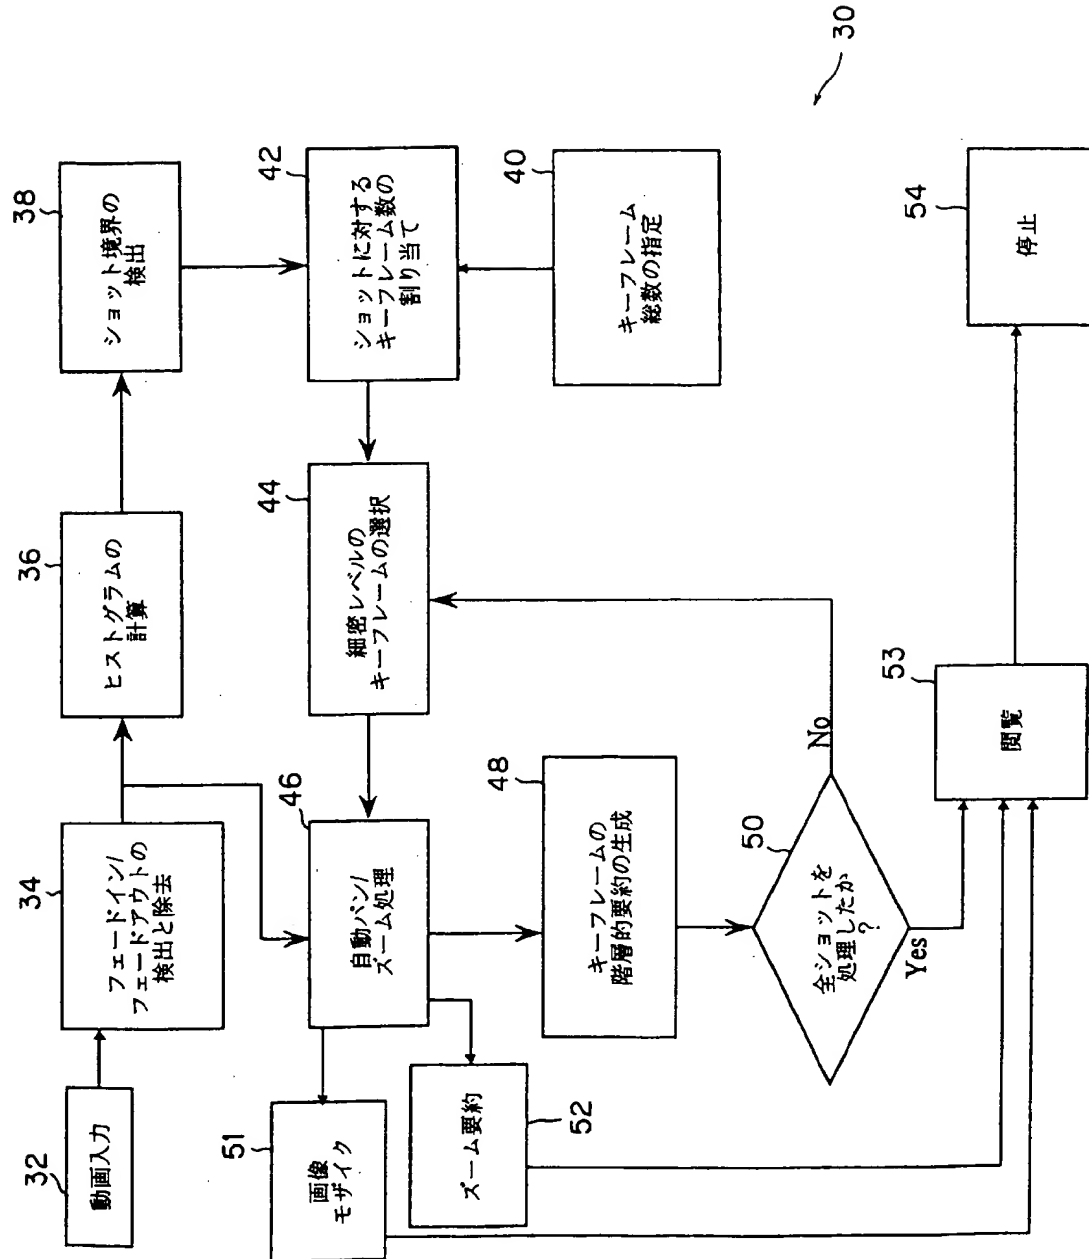 32
動画入力
34
フェードイン/
フェードアウトの
検出と除去
36
ヒストグラムの
計算
38
ショット境界の
検出
42
ショットに対する
キーフレーム数の
割り当て
40
キーフレーム
総数の指定
44
細密レベルの
キーフレームの選択
46
自動パン/
ズーム処理
48
キーフレームの
階層的要約の生成
50
全ショットを
処理したか
?
No
Yes
51
画像
モザイク
52
ズーム要約
53
閲覧
54
停止
30